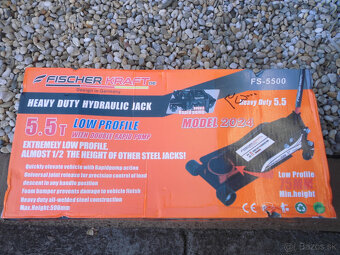 FISCHER KRAFT
Design in Germany
FS-5500
HEAVY DUTY HYDRAULIC JACK
Heavy Duty 5.5
5.5T LOW PROFILE
WITH DOUBLE RAPID PUMP
MODEL 2024
EXTREMELY LOW PROFILE,
ALMOST 1/2 THE HEIGHT OF OTHER STEEL JACKS!
Quickly elevate vehicle with Rapidpump action
Universal joint release for precision control of load
Descent in any handle position
Foam bumper prevents damage to vehicle finish
Heavy duty all-welded steel construction
Max.Height:500mm
Low Profile
Min.height
CE
bazos.sk